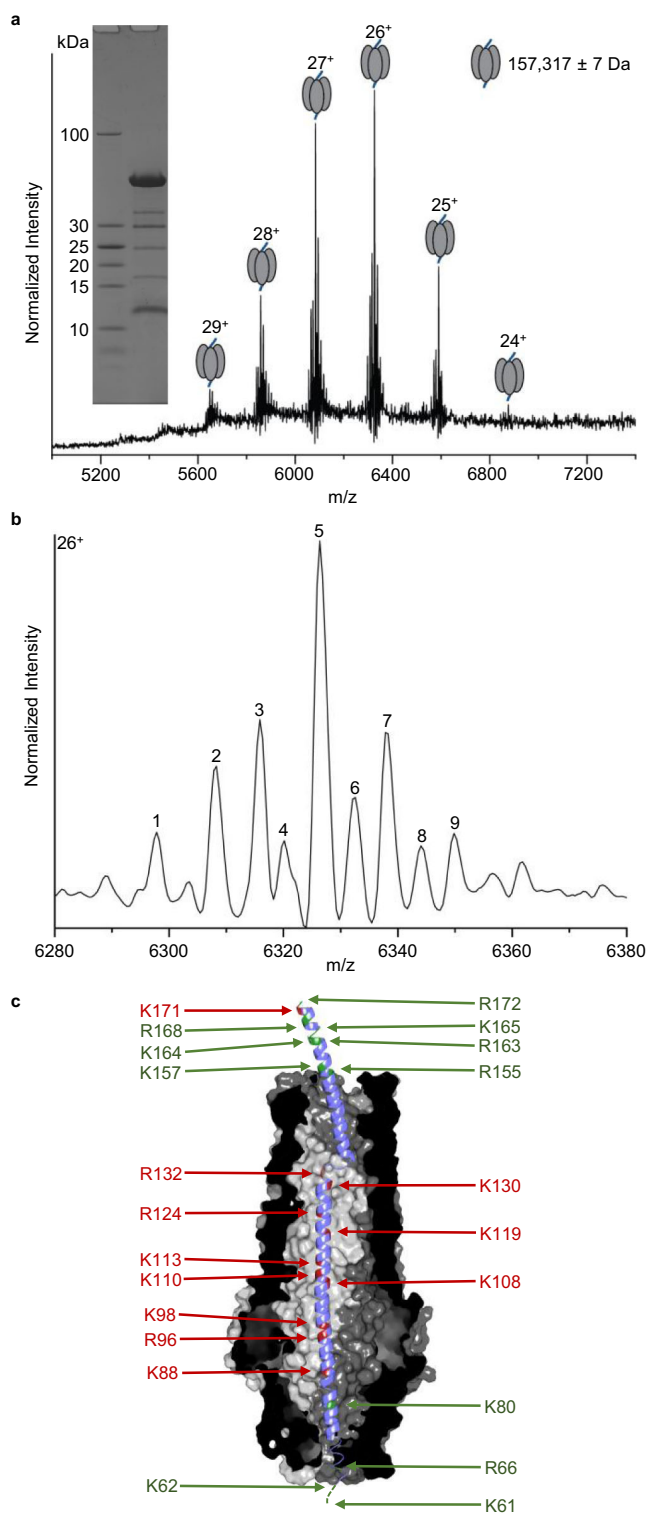 a
kDa
100
30
25
20
15
10
29+
28+
27+
26+
25+
24+
157,317 ± 7 Da
Normalized Intensity
5200 5600 6000 6400 6800 7200
m/z
b
26+
Normalized Intensity
1
2
3
4
5
6
7
8
9
6280 6300 6320 6340 6360 6380
m/z
c
K171
R168
K164
K157
R172
K165
R163
R155
R132
R124
K113
K110
K98
R96
K88
K62
K130
K119
K108
K80
R66
K61